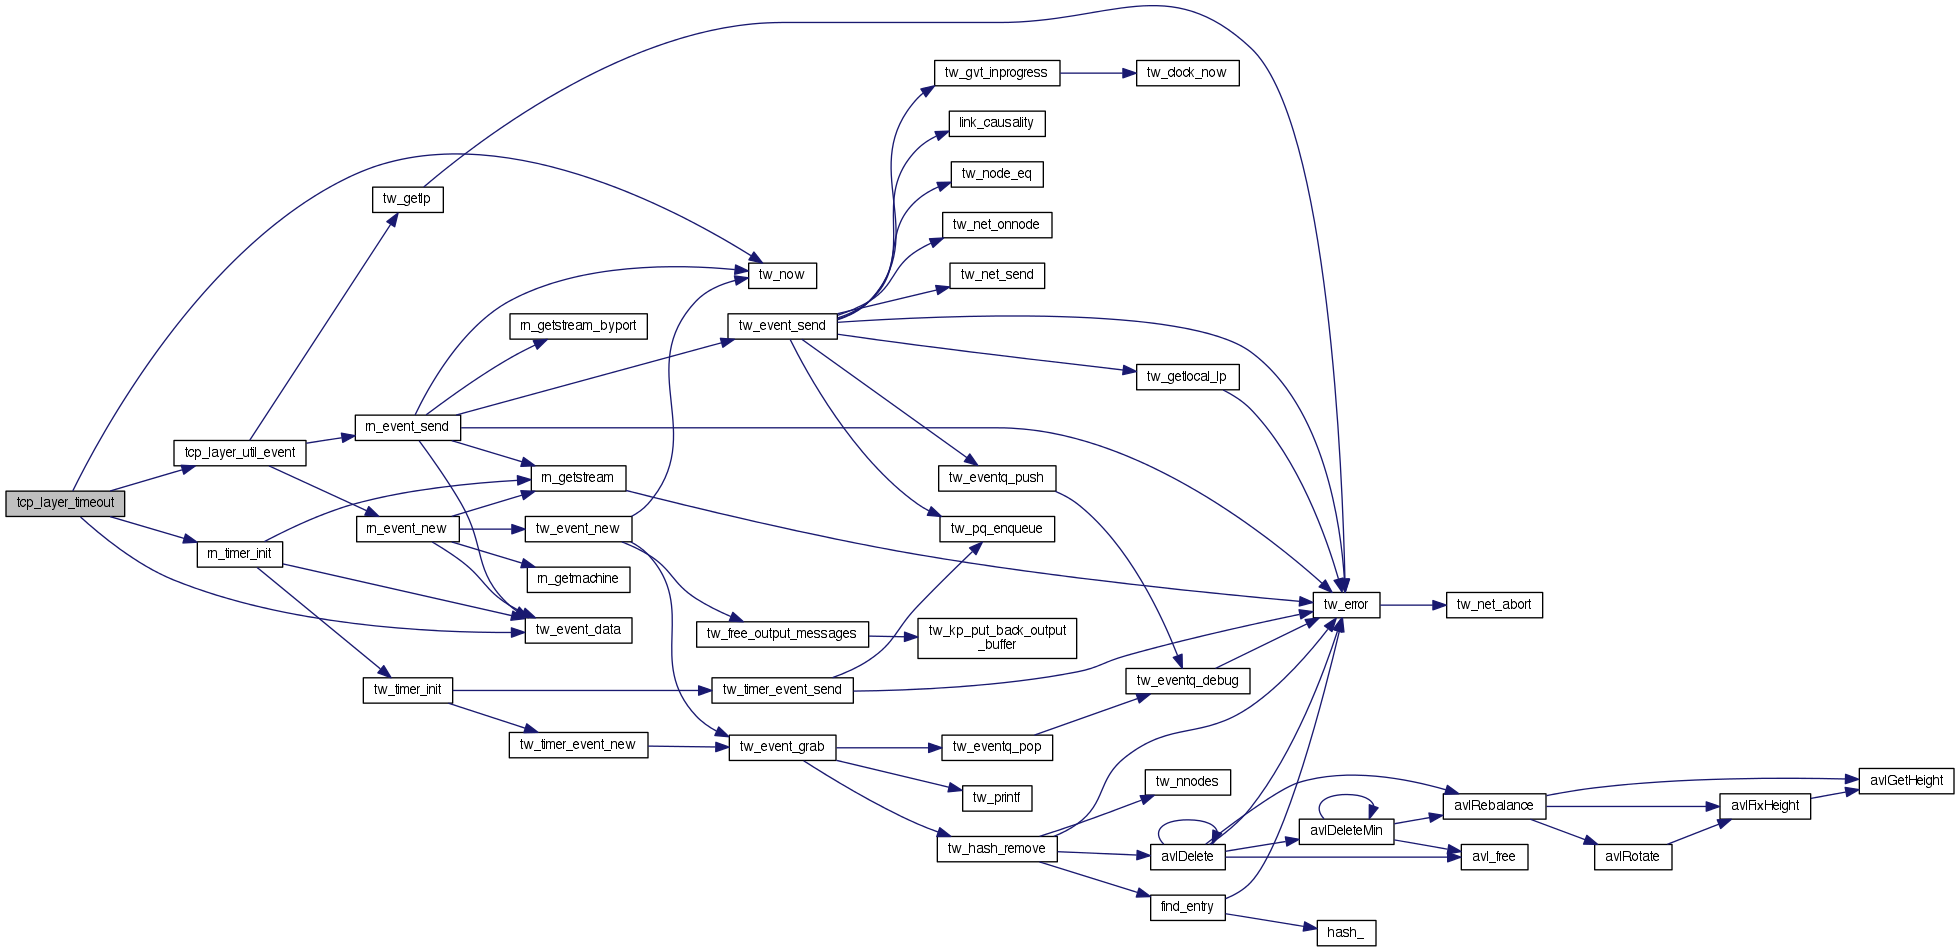 tw_gvt_inprogress
tw_clock_now
link_causality
tw_node_eq
tw_getlp
tw_net_onnode
tw_now
tw_net_send
rn_getstream_byport
tw_event_send
tw_getlocal_lp
rn_event_send
tcp_layer_util_event
rn_getstream
tw_eventq_push
tcp_layer_timeout
rn_event_new
tw_event_new
tw_pq_enqueue
rn_timer_init
rn_getmachine
tw_error
tw_net_abort
tw_event_data
tw_free_output_messages
tw_kp_put_back_output
_buffer
tw_timer_init
tw_timer_event_send
tw_eventq_debug
tw_timer_event_new
tw_event_grab
tw_eventq_pop
tw_nnodes
avlGetHeight
tw_printf
avlRebalance
avlFixHeight
avlDeleteMin
tw_hash_remove
avlDelete
avl_free
avlRotate
find_entry
hash_